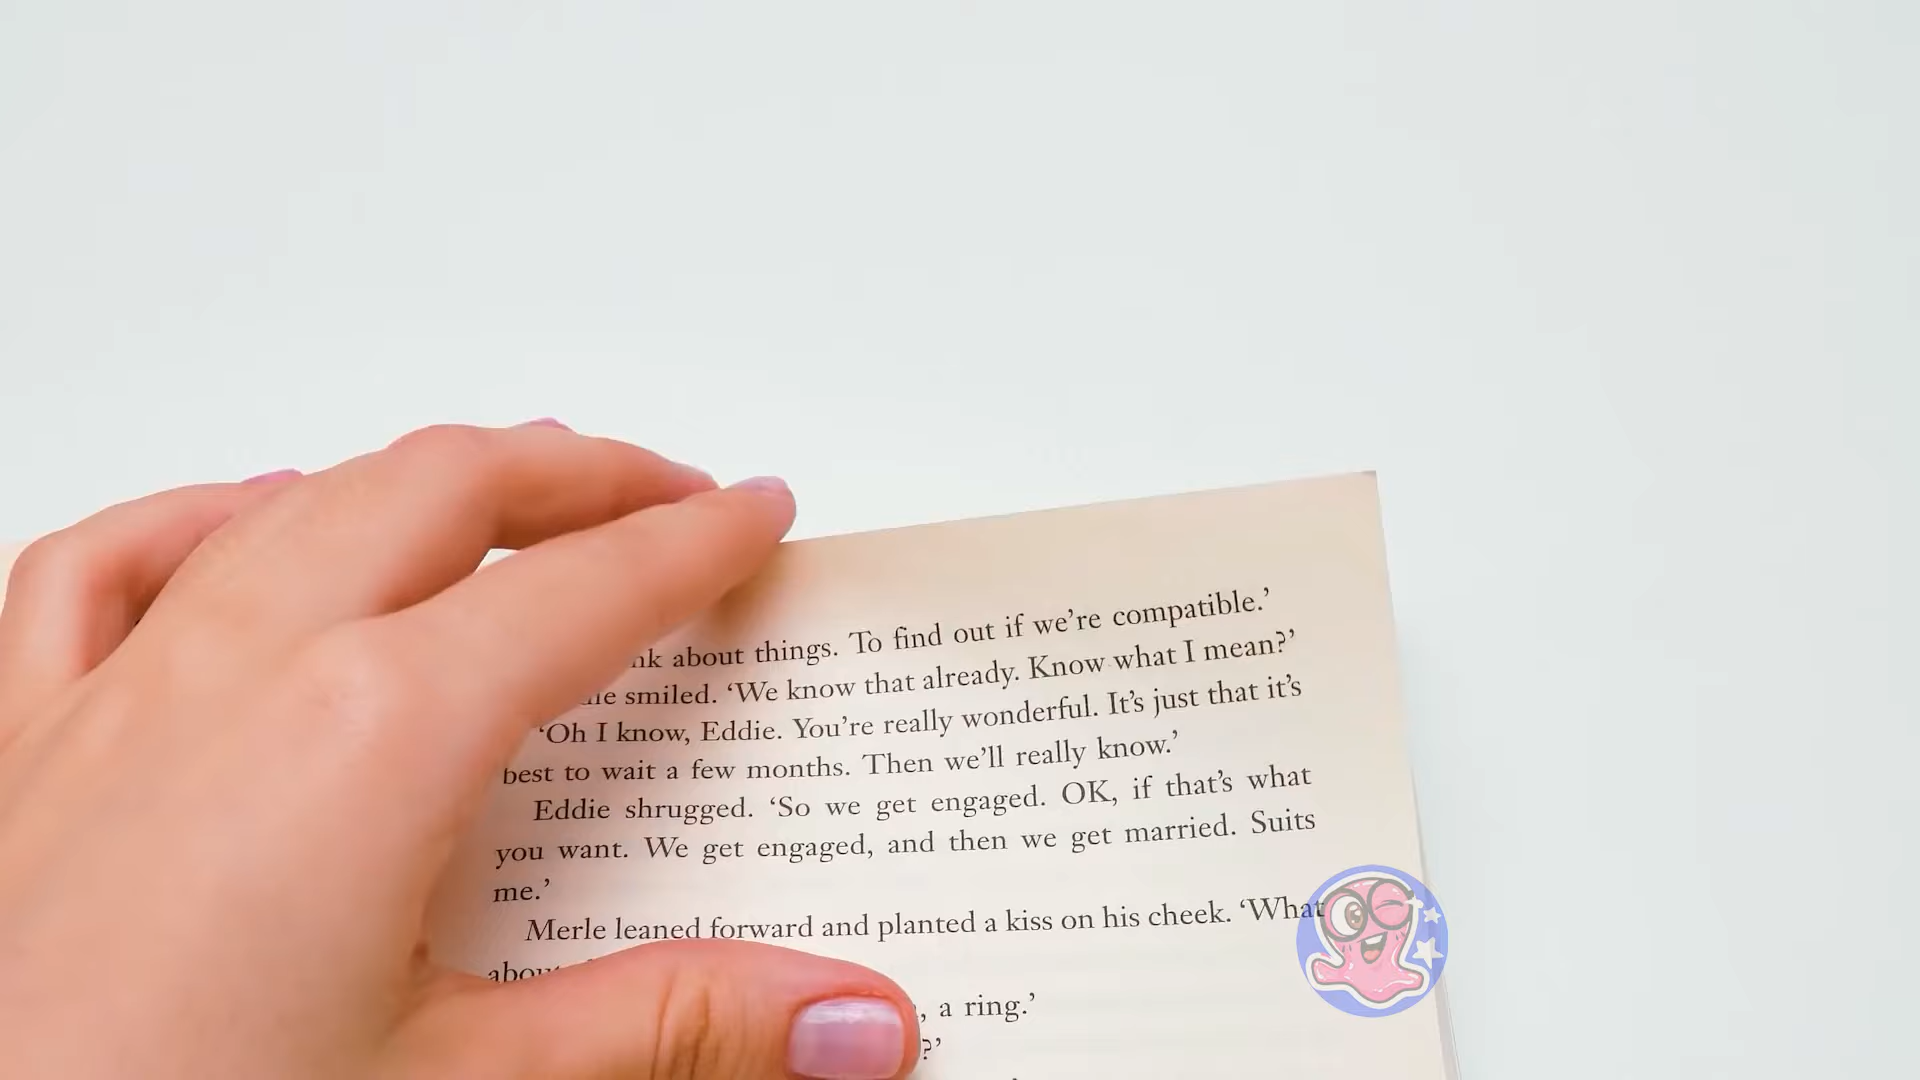 about things. To find out if we’re compatible.’
smiled. ‘We know that already. Know what I mean?’
‘Oh I know, Eddie. You’re really wonderful. It’s just that it’s
best to wait a few months. Then we’ll really know.’
Eddie shrugged. ‘So we get engaged. OK, if that’s what
you want. We get engaged, and then we get married. Suits
me.’
Merle leaned forward and planted a kiss on his cheek. ‘What
, a ring.’
?’